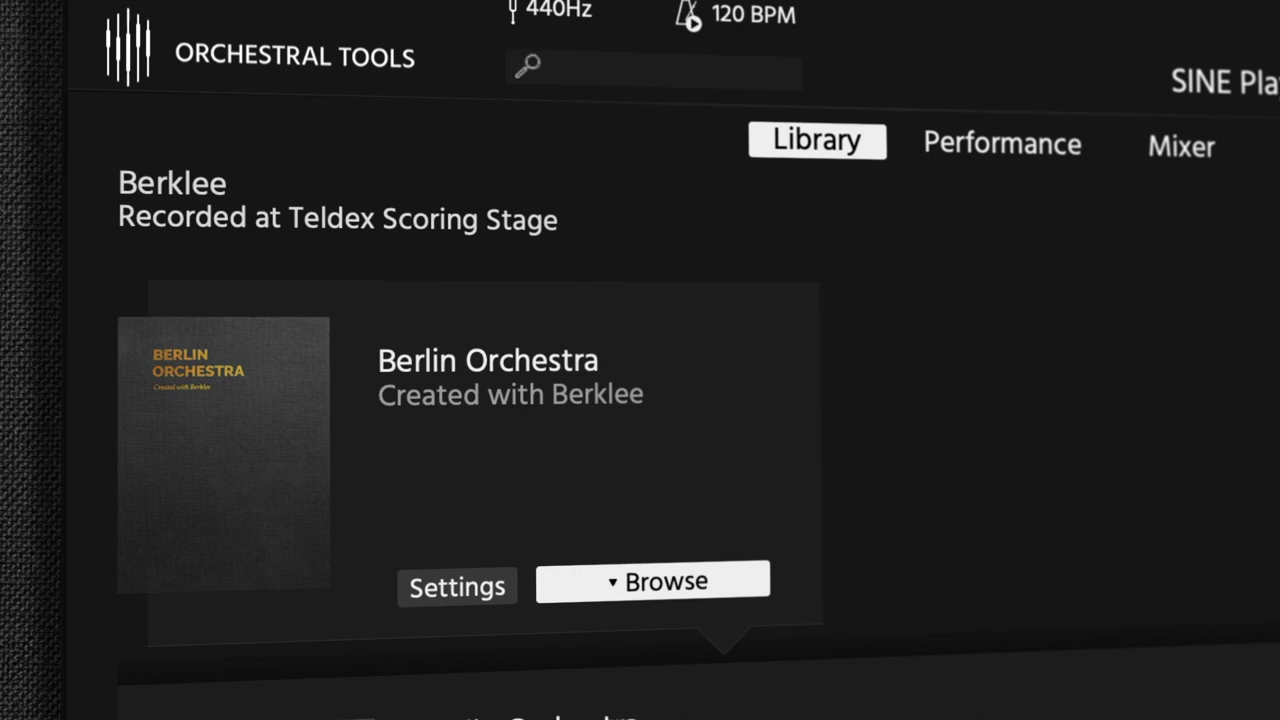 440Hz
120 BPM
ORCHESTRAL TOOLS
SINE
Library
Performance
Mixer
Berklee
Recorded at Teldex Scoring Stage
BERLIN
ORCHESTRA
Created with Berklee
Berlin Orchestra
Created with Berklee
Settings
Browse